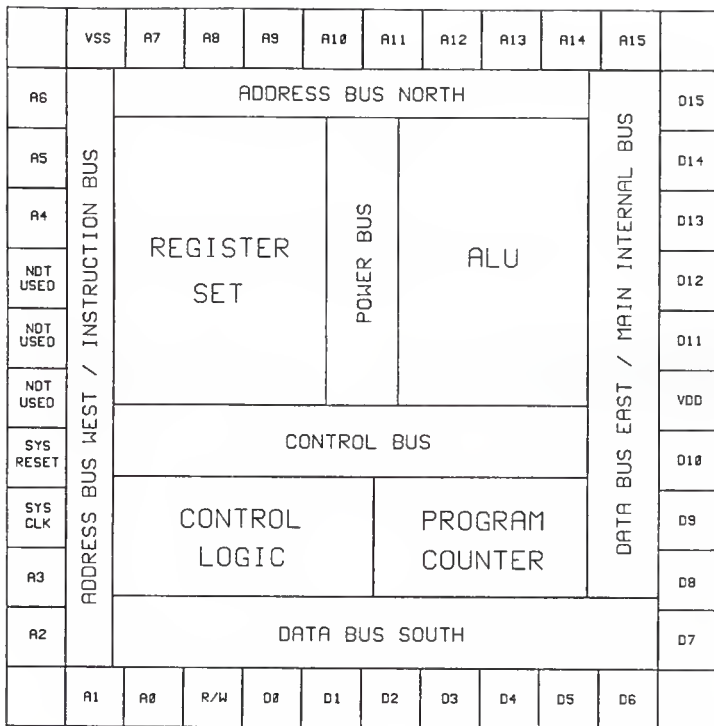 VSS
A7
A8
A9
A10
A11
A12
A13
A14
A15
A6
A5
A4
NOT
USED
NOT
USED
NOT
USED
SYS
RESET
SYS
CLK
A3
A2
ADDRESS BUS WEST / INSTRUCTION BUS
ADDRESS BUS NORTH
REGISTER
SET
POWER BUS
ALU
CONTROL BUS
CONTROL
LOGIC
PROGRAM
COUNTER
DATA BUS SOUTH
DATA BUS EAST / MAIN INTERNAL BUS
D15
D14
D13
D12
D11
VDD
D10
D9
D8
D7
A1
A0
R/W
D0
D1
D2
D3
D4
D5
D6